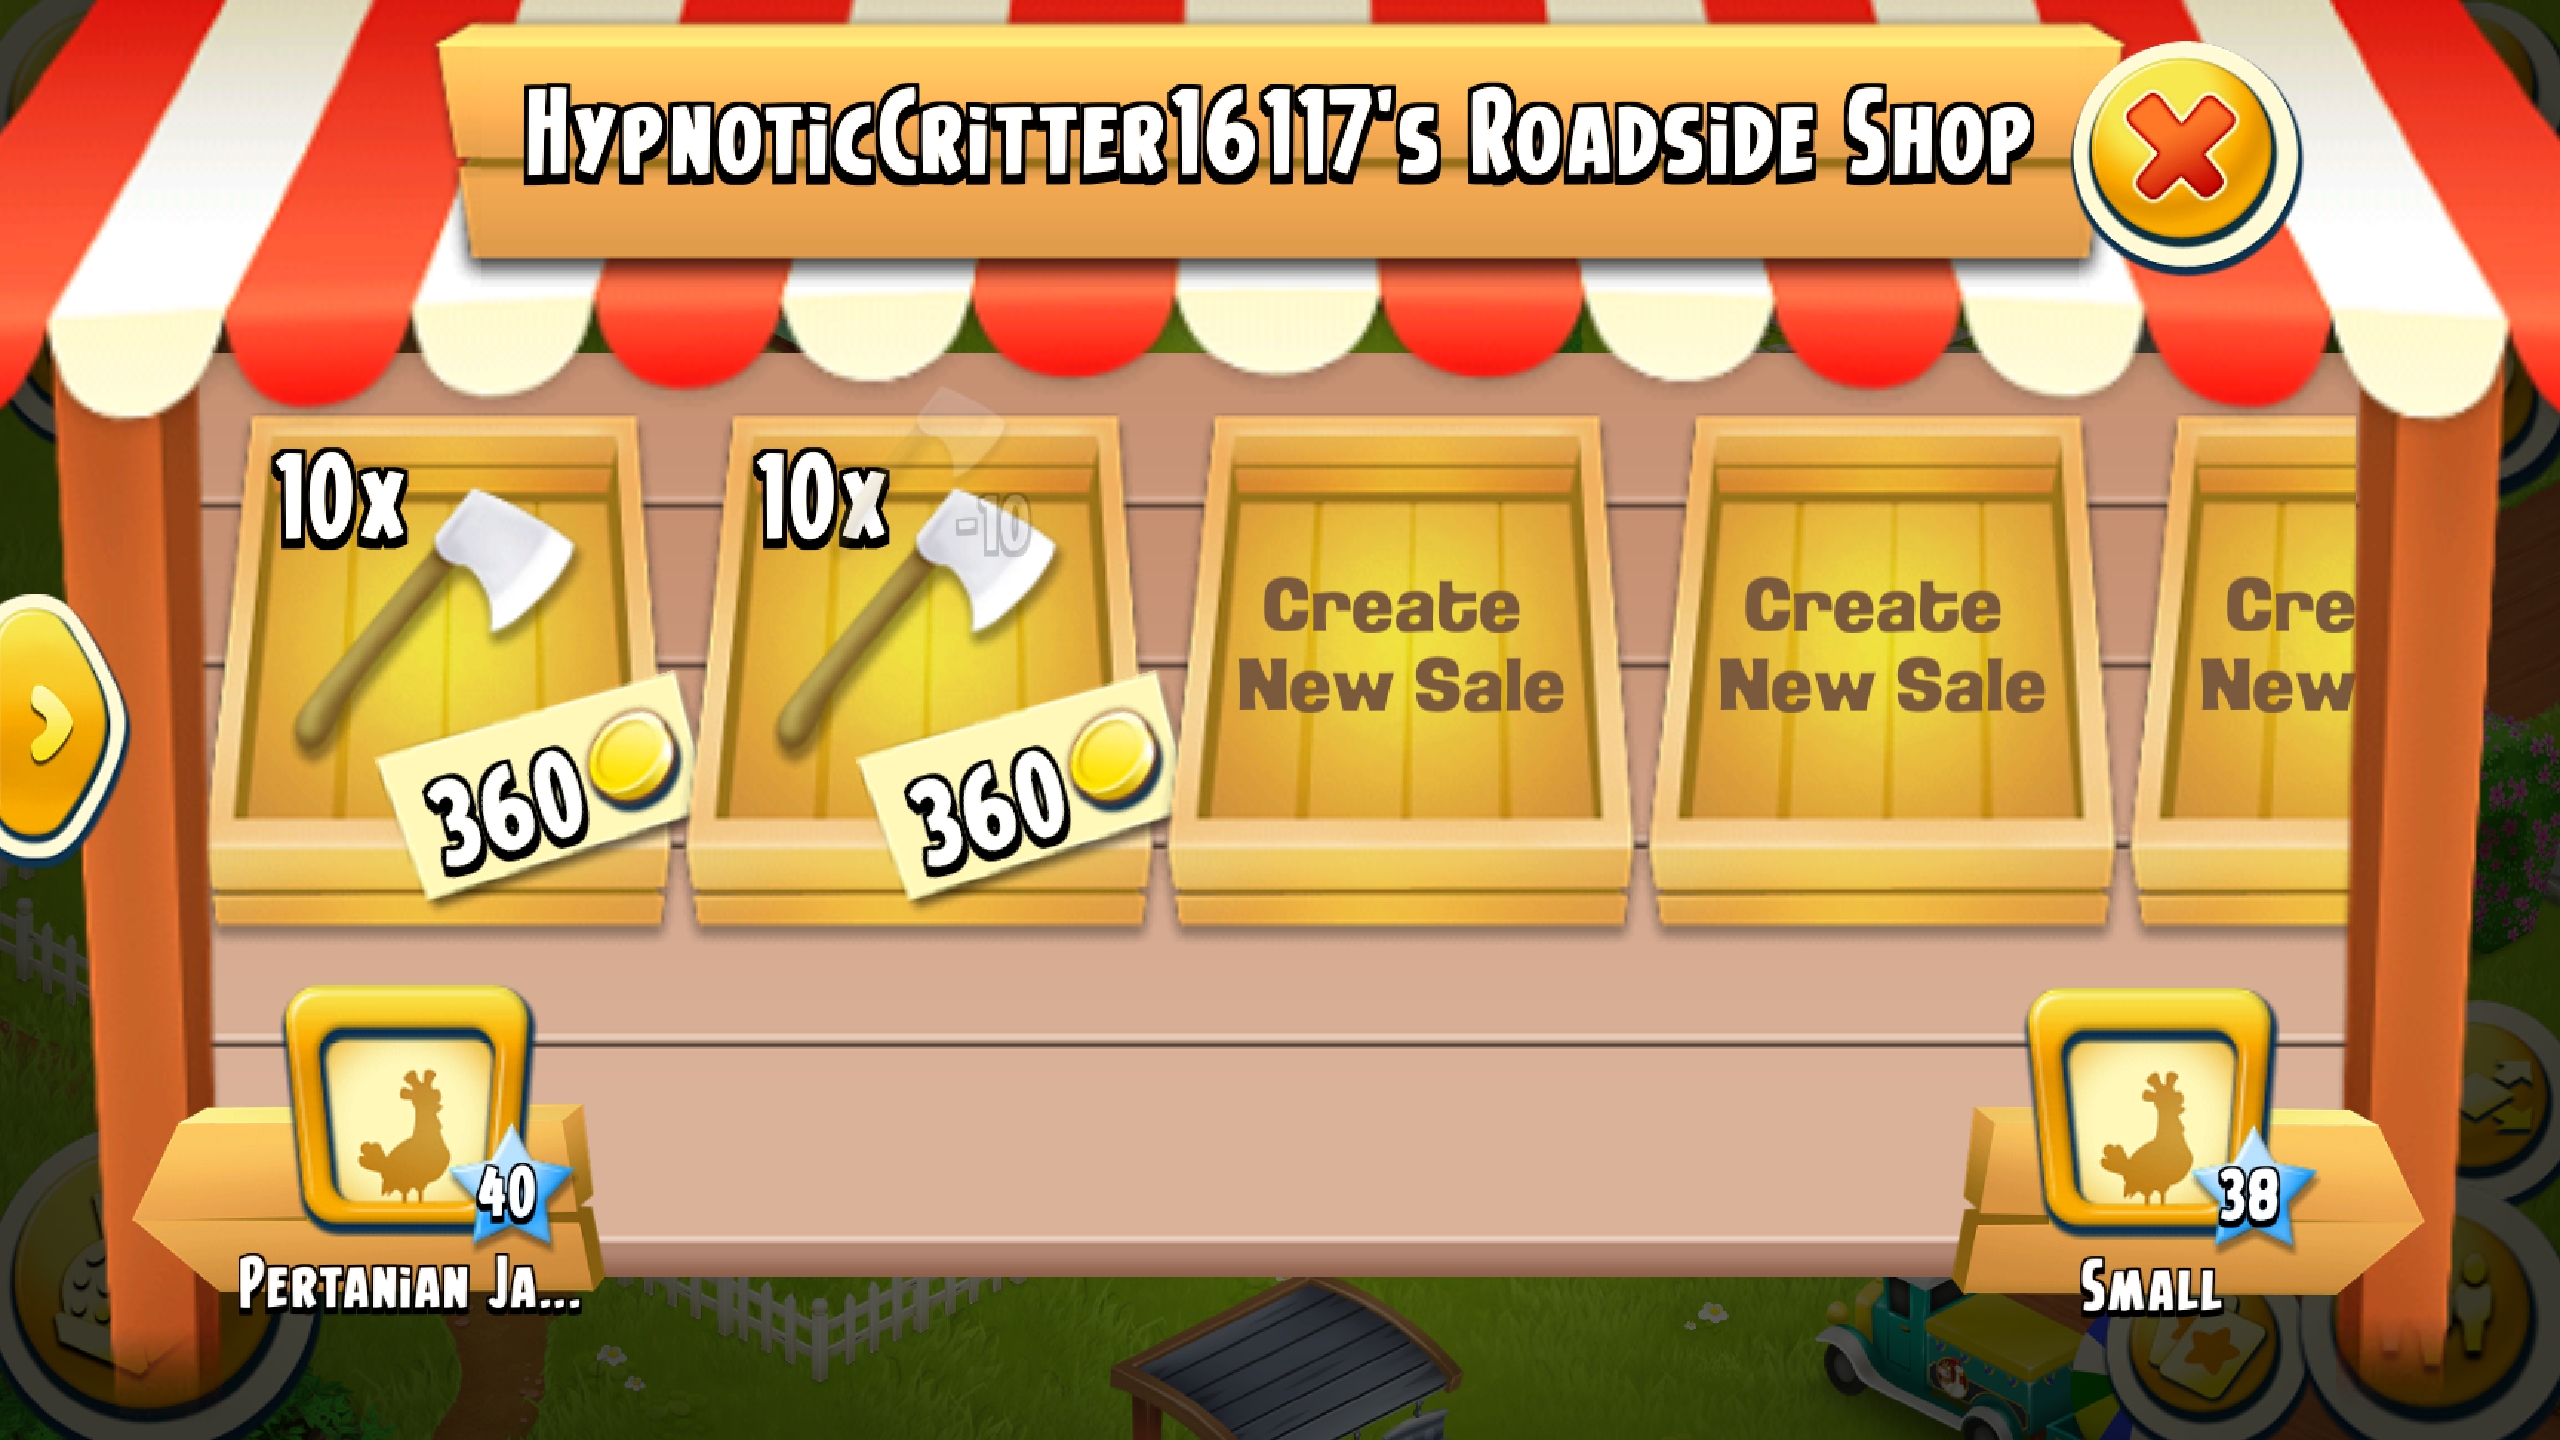 HypnoticCritter16117's Roadside Shop
10x
360
10x
-10
360
Create
New Sale
Create
New Sale
Cre
New
40
Pertanian Ja...
38
Small